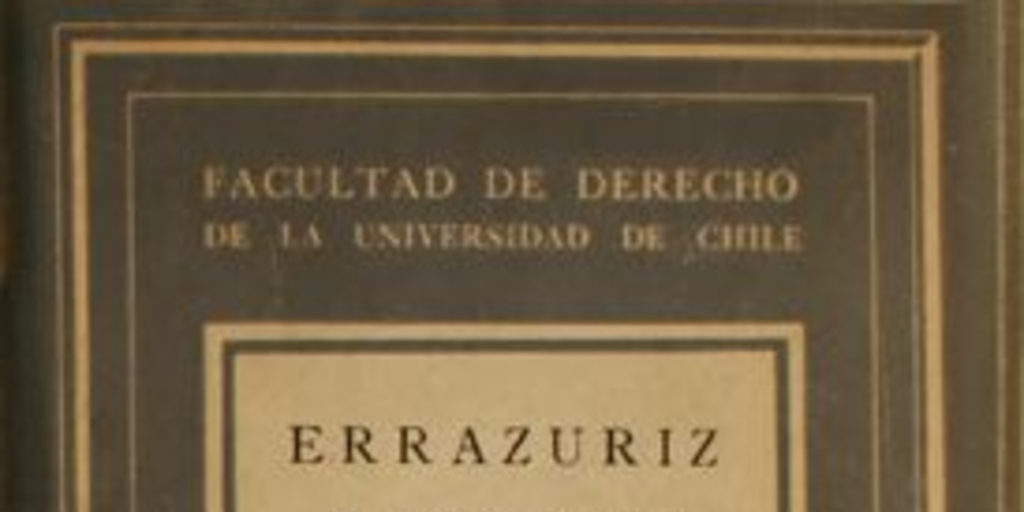 FACULTAD DE DERECHO
DE LA UNIVERSIDAD DE CHILE
ERRAZURIZ